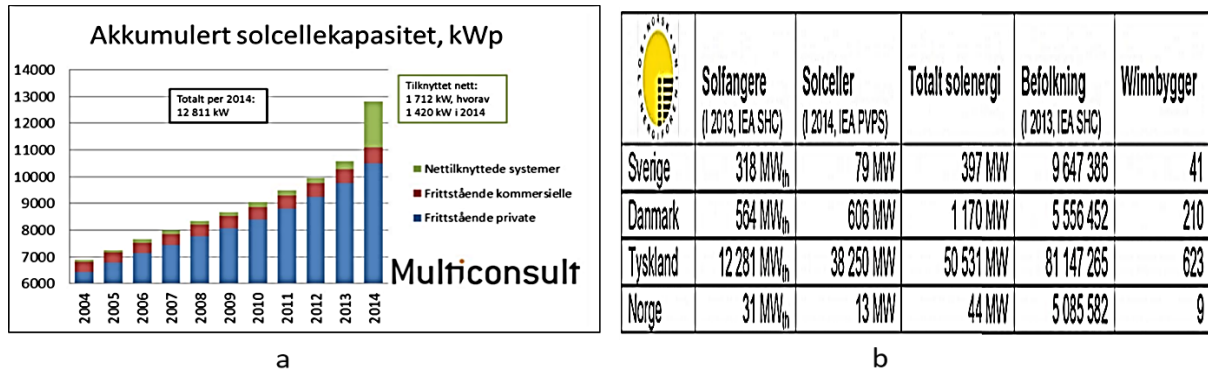 Akkumulert solcellekapasitet, kWp
14000
13000
12000
11000
10000
9000
8000
7000
6000
Totalt per 2014:
12 811 kW
Tilknyttet nett:
1 712 kW, hvorav
1 420 kW i 2014
Nettilknyttede systemer
Frittstående kommersielle
Frittstående private
Multiconsult
2004 2005 2006 2007 2008 2009 2010 2011 2012 2013 2014
a
Solfangere Solceller Totalt solenergi Befolkning W/innbygger
(I 2013, IEA SHC) (I 2014, IEA PVPS) (I 2013, IEA SHC)
Sverige 318 MWth 79 MW 397 MW 9 647 386 41
Danmark 564 MWth 606 MW 1 170 MW 5 556 452 210
Tyskland 12 281 MWth 38 250 MW 50 531 MW 81 147 265 623
Norge 31 MWth 13 MW 44 MW 5 085 582 9
b